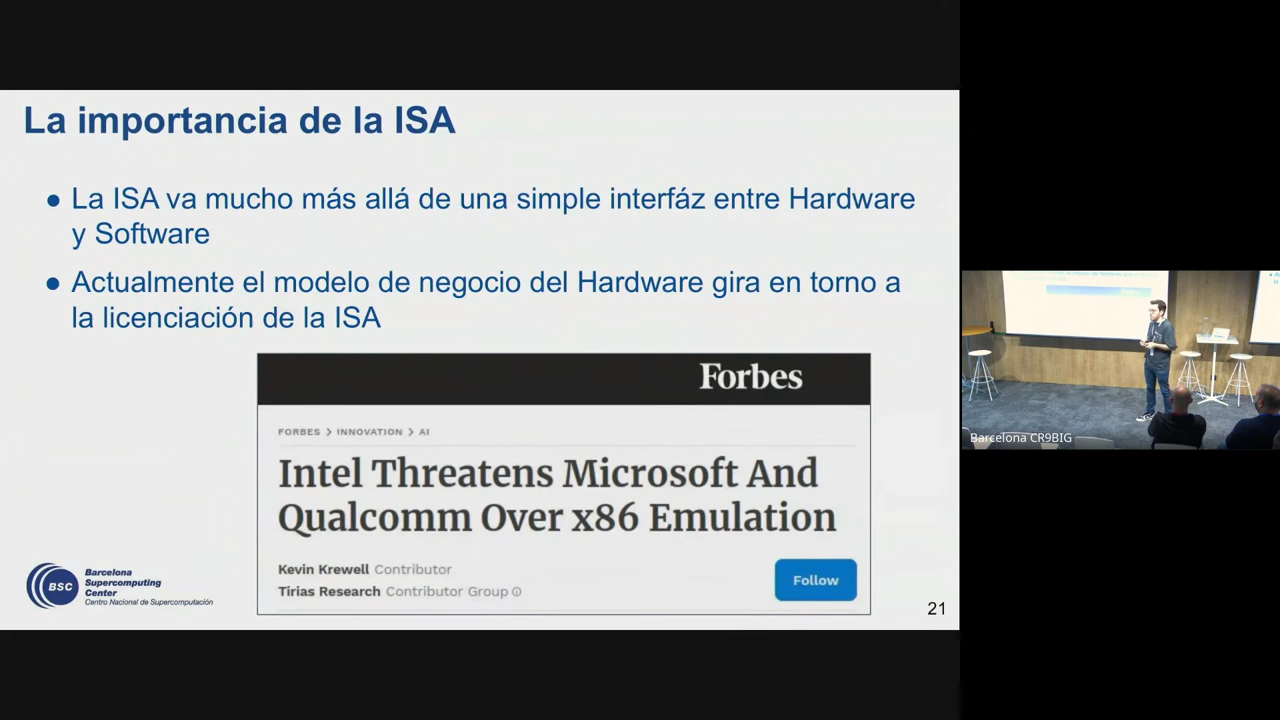 La importancia de la ISA
● La ISA va mucho más allá de una simple interfáz entre Hardware
y Software
● Actualmente el modelo de negocio del Hardware gira en torno a
la licenciación de la ISA
Forbes
FORBES > INNOVATION > AI
Intel Threatens Microsoft And
Qualcomm Over x86 Emulation
Kevin Krewell Contributor
Tirias Research Contributor Group
Follow
BSC
Barcelona
Supercomputing
Center
Centro Nacional de Supercomputación
21
Barcelona CR9BIG